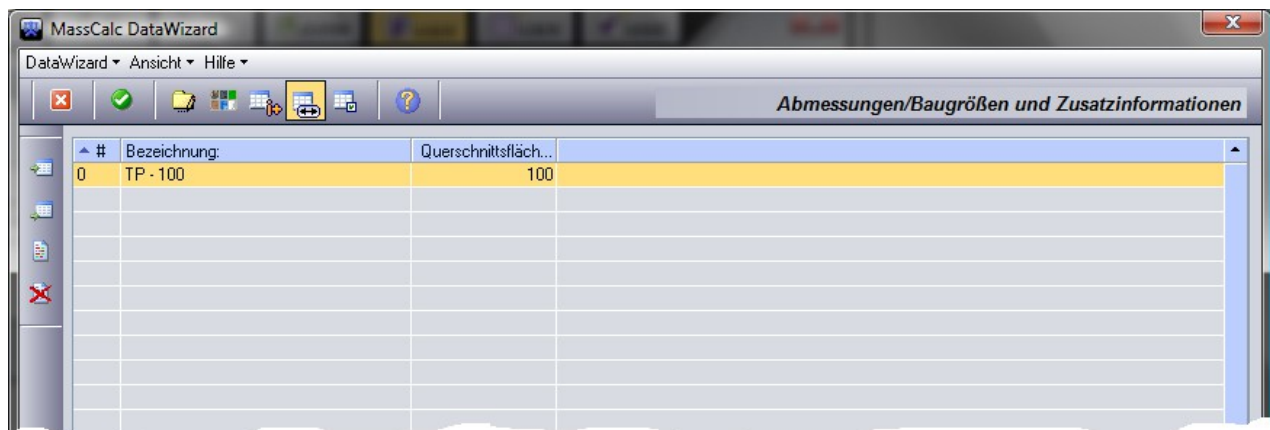 MassCalc DataWizard
DataWizard Ansicht Hilfe
Abmessungen/Baugrößen und Zusatzinformationen
# Bezeichnung: Querschnittsfläch...
0 TP - 100 100